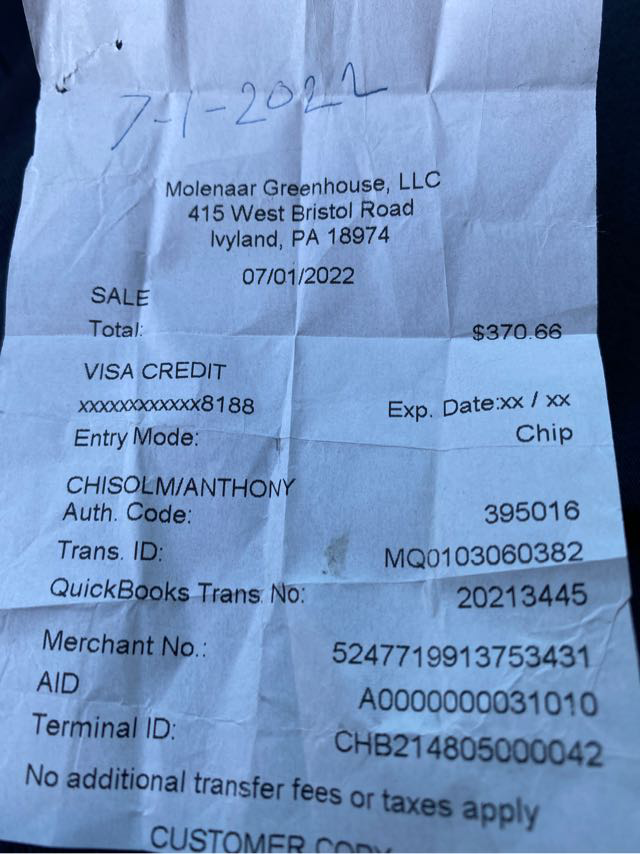 7-1-2022
Molenaar Greenhouse, LLC
415 West Bristol Road
Ivyland, PA 18974
07/01/2022
SALE
Total: $370.66
VISA CREDIT
xxxxxxxxxxxx8188 Exp. Date:xx / xx
Entry Mode: Chip
CHISOLM/ANTHONY
Auth. Code: 395016
Trans. ID: MQ0103060382
QuickBooks Trans. No: 20213445
Merchant No.: 5247719913753431
AID A0000000031010
Terminal ID: CHB214805000042
No additional transfer fees or taxes apply
CUSTOMER COPY